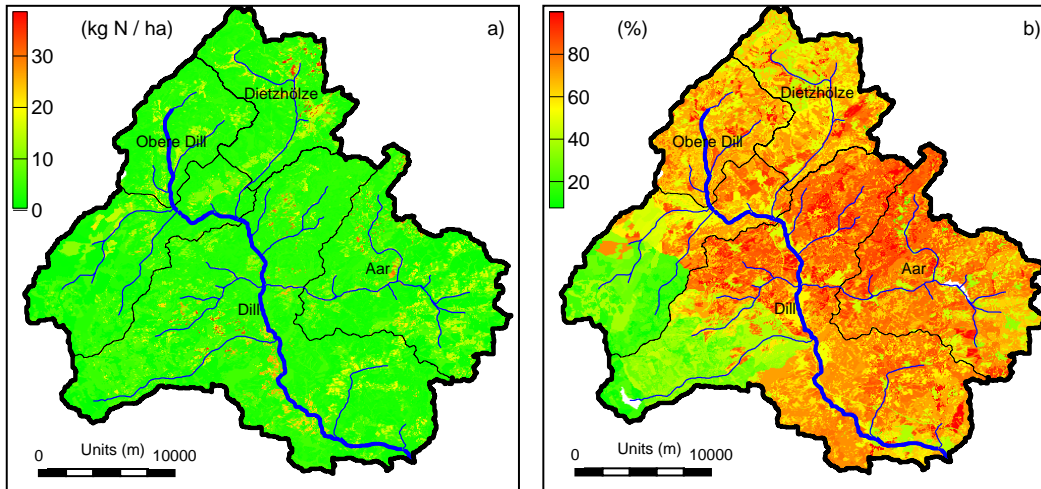 (kg N / ha)
a)
30
20
10
0
Dietzhölze
Obere Dill
Aar
Dill
Units (m)
0
10000
(%)
b)
80
60
40
20
Dietzhölze
Obere Dill
Aar
Dill
Units (m)
0
10000